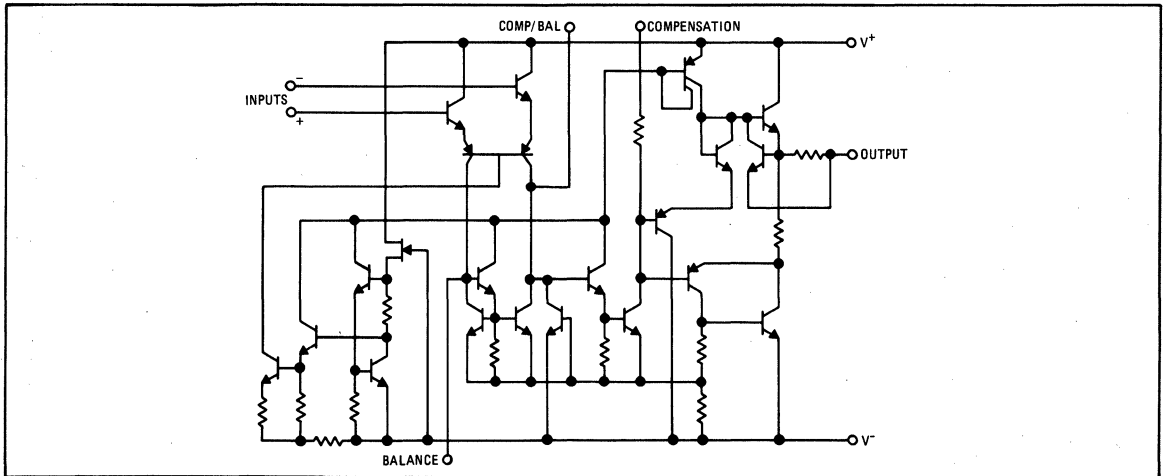 COMP/BAL
COMPENSATION
V+
−
INPUTS
+
OUTPUT
BALANCE
V−